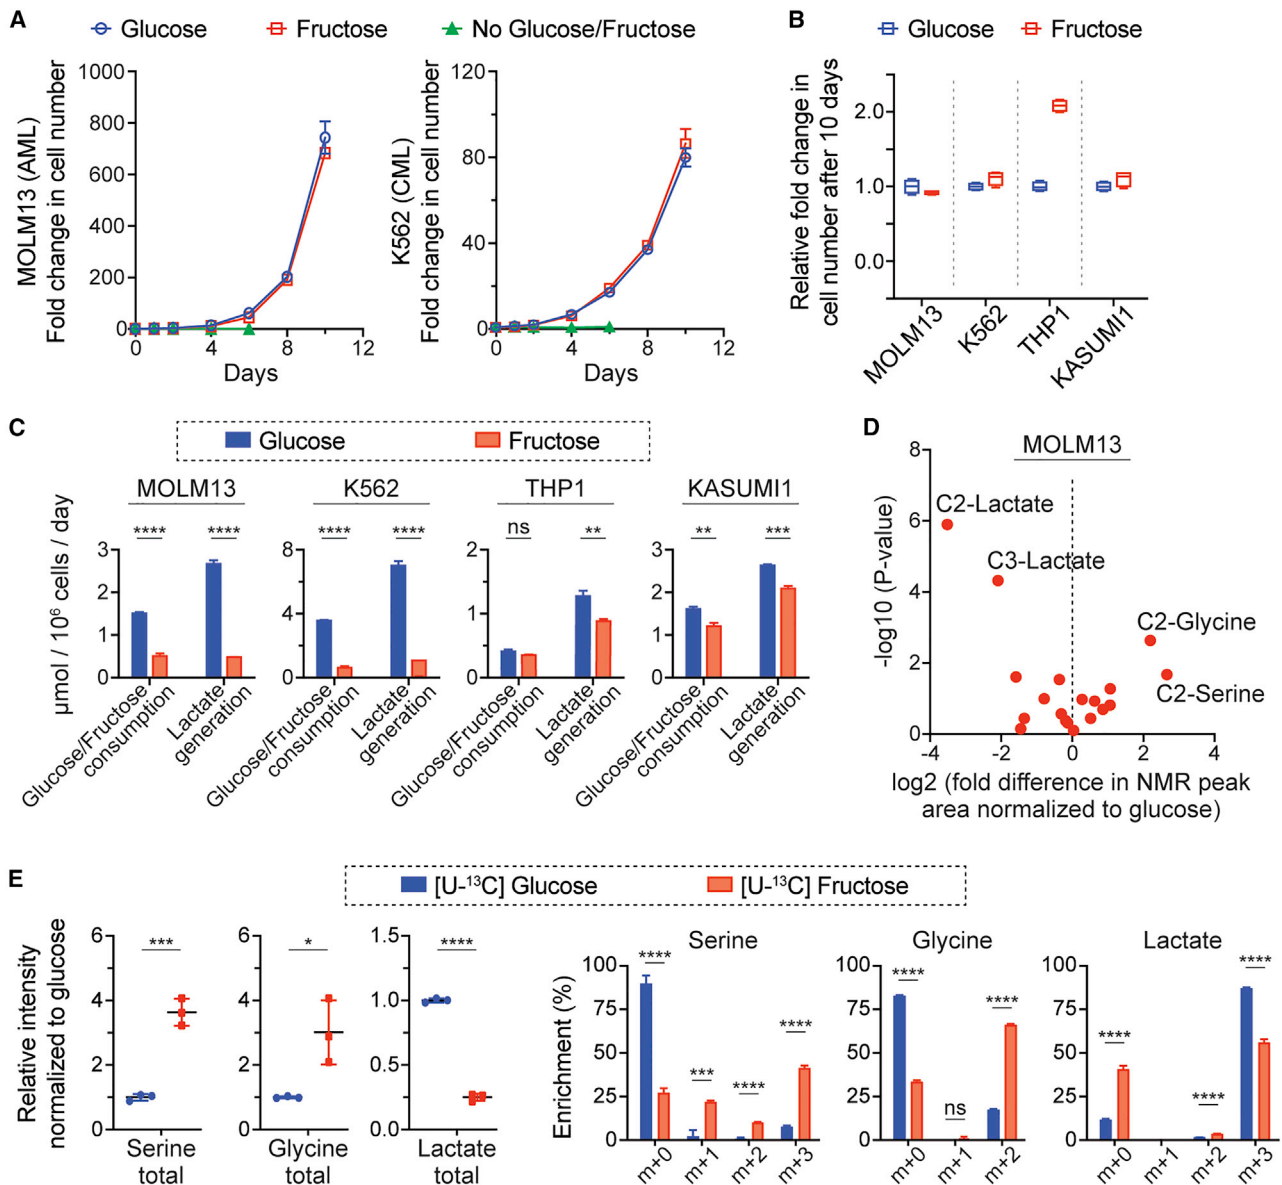 A
Glucose
Fructose
No Glucose/Fructose
MOLM13 (AML)
Fold change in cell number
1000
800
600
400
200
0
0
4
8
12
Days
K562 (CML)
Fold change in cell number
120
80
40
0
0
4
8
12
Days
B
Glucose
Fructose
Relative fold change in
cell number after 10 days
2.0
1.0
0.0
MOLM13
K562
THP1
KASUMI1
C
Glucose
Fructose
µmol / 10⁶ cells / day
MOLM13
****
****
3
2
1
0
Glucose/Fructose
consumption
Lactate
generation
K562
****
****
8
4
0
Glucose/Fructose
consumption
Lactate
generation
THP1
ns
**
2
1
0
Glucose/Fructose
consumption
Lactate
generation
KASUMI1
**
***
3
2
1
0
Glucose/Fructose
consumption
Lactate
generation
D
MOLM13
-log10 (P-value)
8
6
4
2
0
C2-Lactate
C3-Lactate
C2-Glycine
C2-Serine
-4
-2
0
2
4
log2 (fold difference in NMR peak
area normalized to glucose)
E
[U-¹³C] Glucose
[U-¹³C] Fructose
Relative intensity
normalized to glucose
6
4
2
0
***
Serine
total
6
4
2
0
*
Glycine
total
1.5
1.0
0.5
0.0
****
Lactate
total
Enrichment (%)
Serine
100
75
50
25
0
****
***
****
****
m+0
m+1
m+2
m+3
Glycine
100
75
50
25
0
****
ns
****
m+0
m+1
m+2
Lactate
100
75
50
25
0
****
****
****
m+0
m+1
m+2
m+3